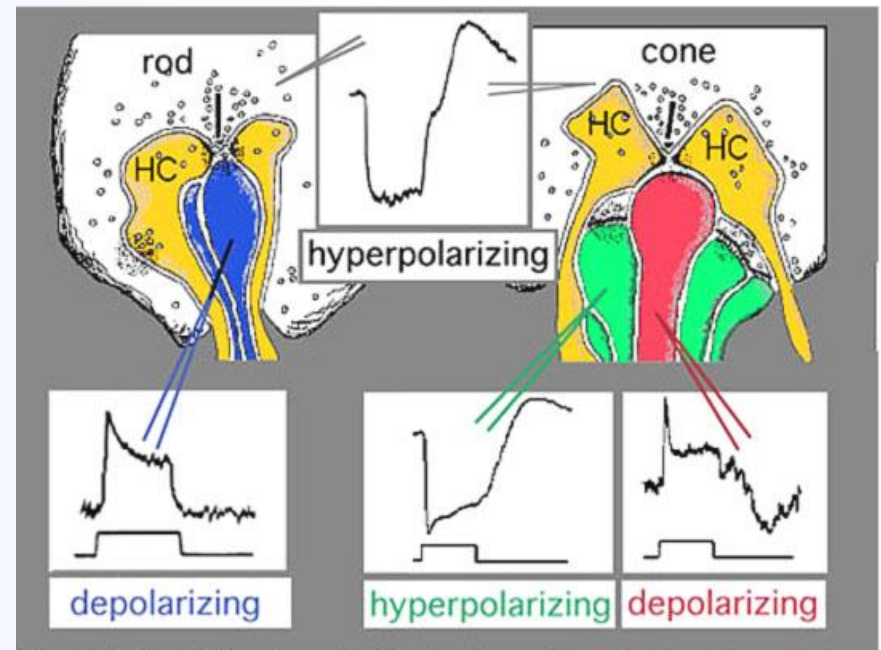 rod
cone
HC
HC
HC
hyperpolarizing
depolarizing
hyperpolarizing
depolarizing